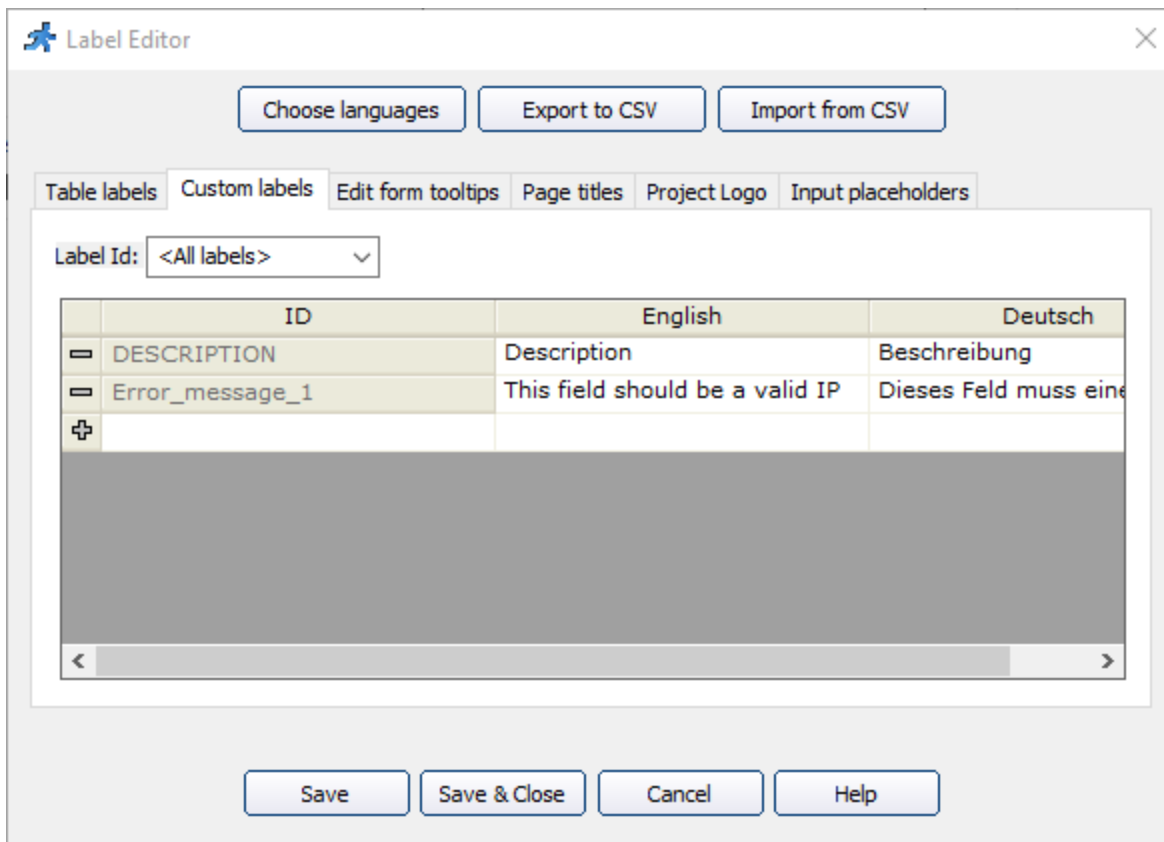 Label Editor
Choose languages Export to CSV Import from CSV
Table labels Custom labels Edit form tooltips Page titles Project Logo Input placeholders
Label Id: <All labels>
ID English Deutsch
DESCRIPTION Description Beschreibung
Error_message_1 This field should be a valid IP Dieses Feld muss eine
Save Save & Close Cancel Help